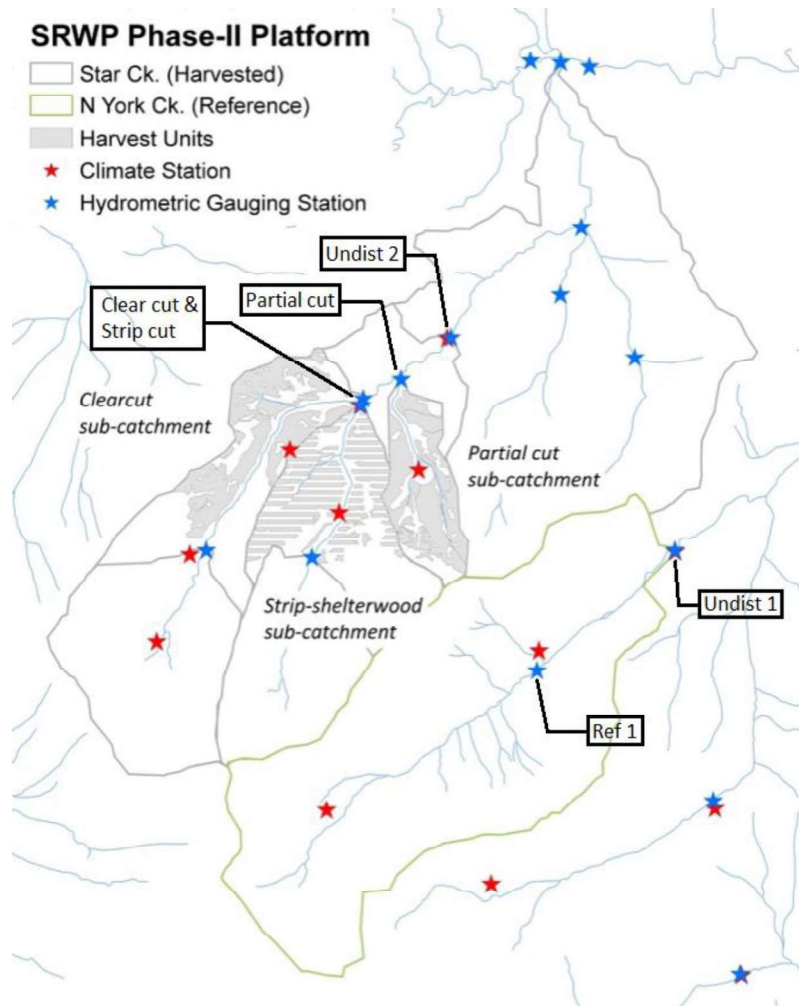 SRWP Phase-II Platform
Star Ck. (Harvested)
N York Ck. (Reference)
Harvest Units
Climate Station
Hydrometric Gauging Station
Undist 2
Clear cut &
Strip cut
Partial cut
Clearcut
sub-catchment
Partial cut
sub-catchment
Strip-shelterwood
sub-catchment
Undist 1
Ref 1